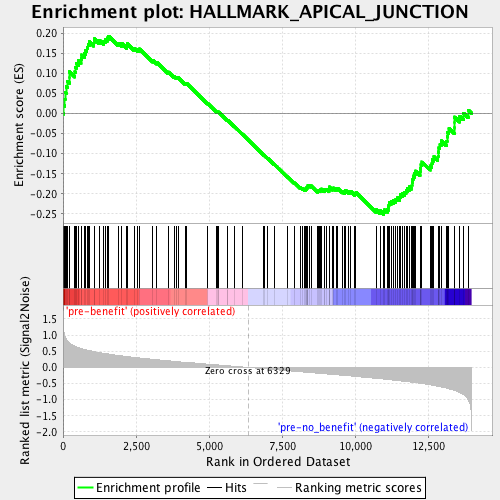 Enrichment plot: HALLMARK_APICAL_JUNCTION
Enrichment score (ES)
0.20
0.15
0.10
0.05
0.00
-0.05
-0.10
-0.15
-0.20
-0.25
'pre-benefit' (positively correlated)
Ranked list metric (Signal2Noise)
1.5
1.0
0.5
0.0
-0.5
-1.0
-1.5
-2.0
Zero cross at 6329
'pre-no_benefit' (negatively correlated)
0
2,500
5,000
7,500
10,000
12,500
Rank in Ordered Dataset
Enrichment profile
Hits
Ranking metric scores